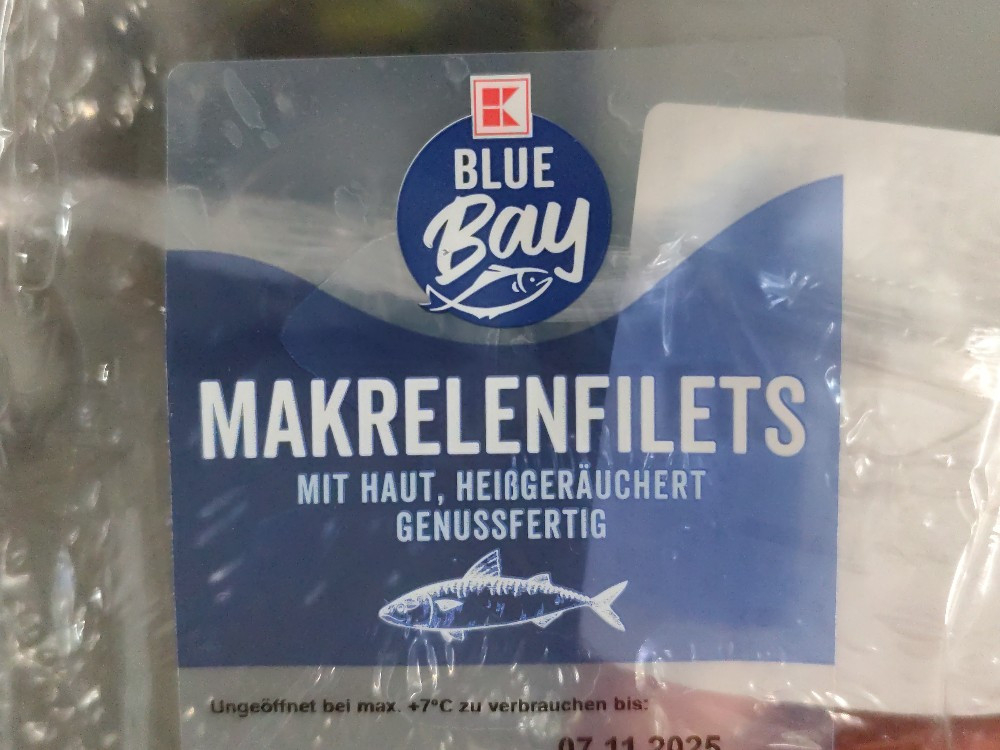 K
BLUE
Bay
MAKRELENFILETS
MIT HAUT, HEIßGERÄUCHERT
GENUSSFERTIG
Ungeöffnet bei max. +7°C zu verbrauchen bis:
07.11.2025